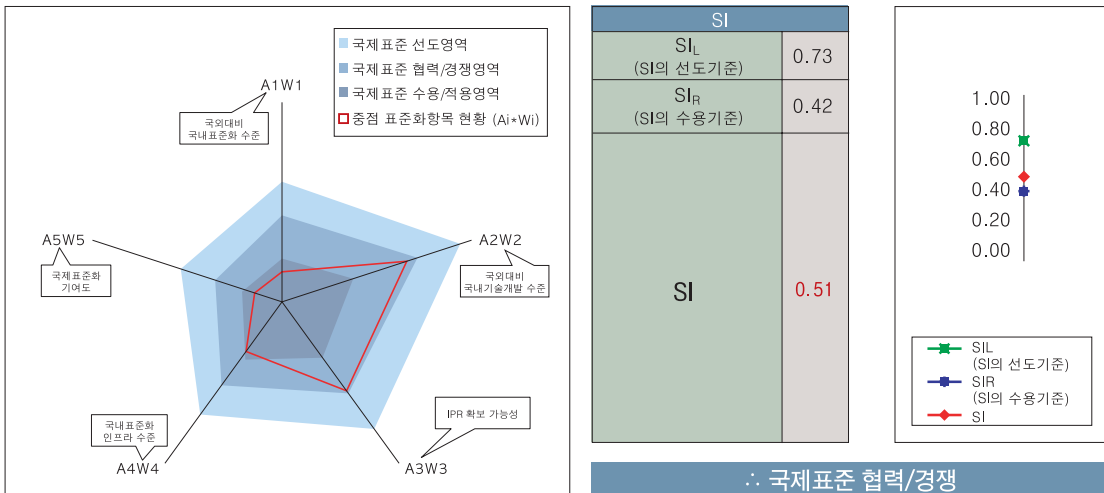 국제표준 선도영역
국제표준 협력/경쟁영역
국제표준 수용/적용영역
중점 표준화항목 현황 (Ai*Wi)
A1W1
국외대비
국내표준화 수준
A2W2
국외대비
국내기술개발 수준
A5W5
국제표준화
기여도
IPR 확보 가능성
A3W3
국내표준화
인프라 수준
A4W4
SI
SIL
(SI의 선도기준)
0.73
SIR
(SI의 수용기준)
0.42
SI
0.51
1.00
0.80
0.60
0.40
0.20
0.00
SIL
(SI의 선도기준)
SIR
(SI의 수용기준)
SI
∴ 국제표준 협력/경쟁